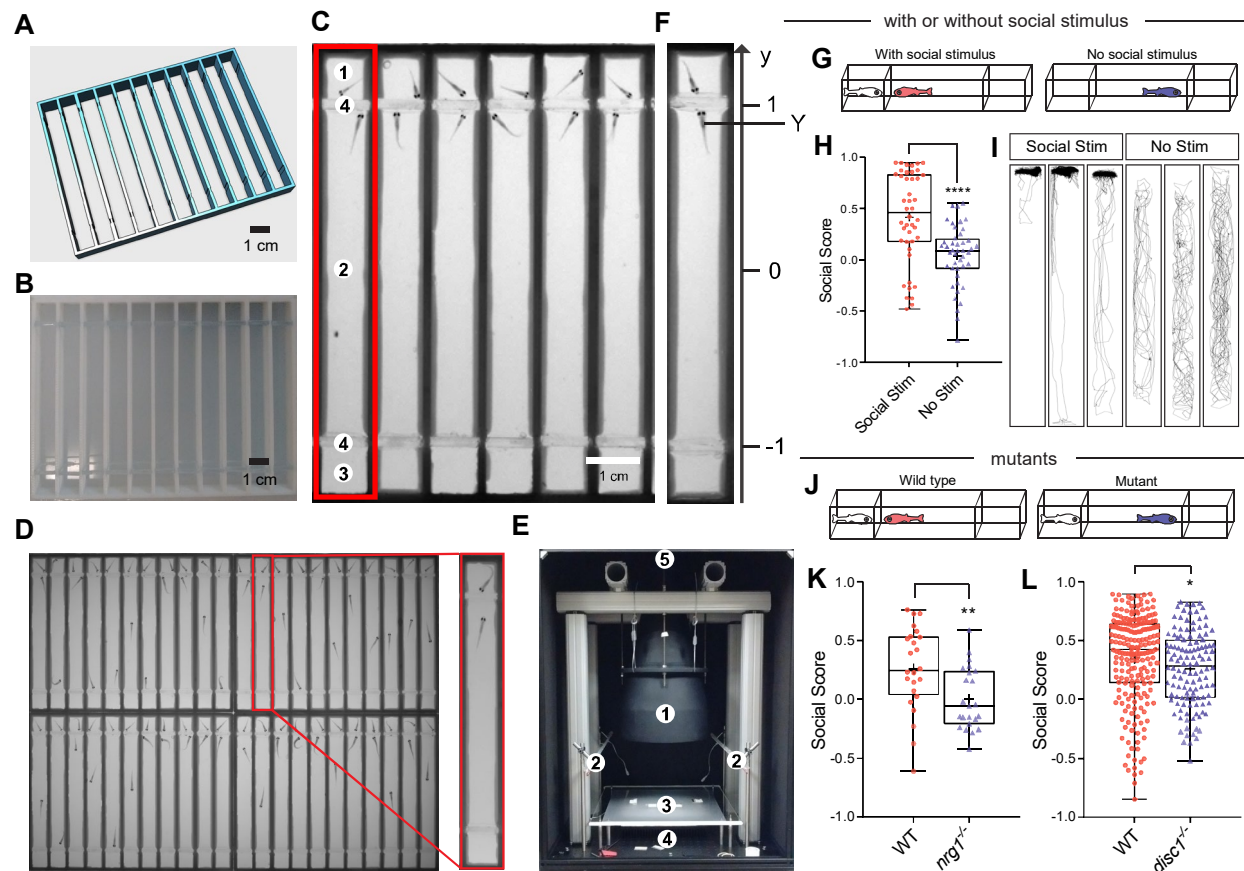 A
1 cm
B
1 cm
C
1
4
2
4
3
1 cm
F
y
1
Y
0
-1
D
E
5
1
2
2
3
4
with or without social stimulus
G
With social stimulus
No social stimulus
H
Social Score
1.0
0.5
0.0
-0.5
-1.0
****
Social Stim
No Stim
I
Social Stim
No Stim
mutants
J
Wild type
Mutant
K
Social Score
1.0
0.5
0.0
-0.5
-1.0
**
WT
nrg1-/-
L
Social Score
1.0
0.5
0.0
-0.5
-1.0
*
WT
disc1-/-